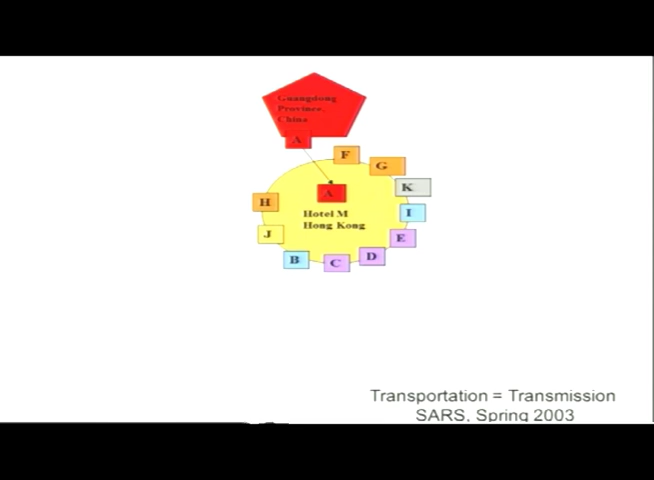 Guangdong
Province,
China
A
F
G
A
K
H
I
Hotel M
Hong Kong
J
E
B
C
D
Transportation = Transmission
SARS, Spring 2003